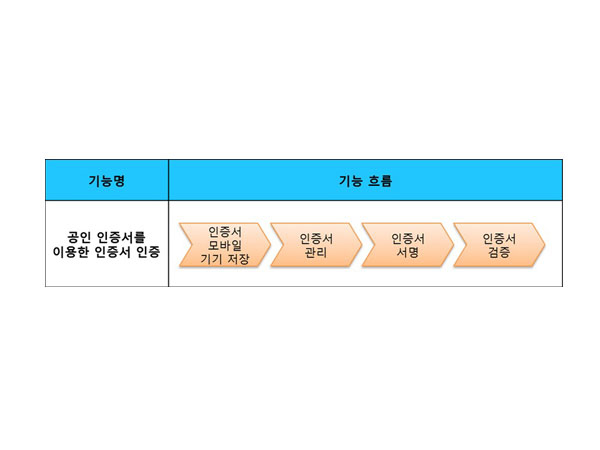 기능명
기능 흐름
공인 인증서를
이용한 인증서 인증
인증서
모바일
기기 저장
인증서
관리
인증서
서명
인증서
검증